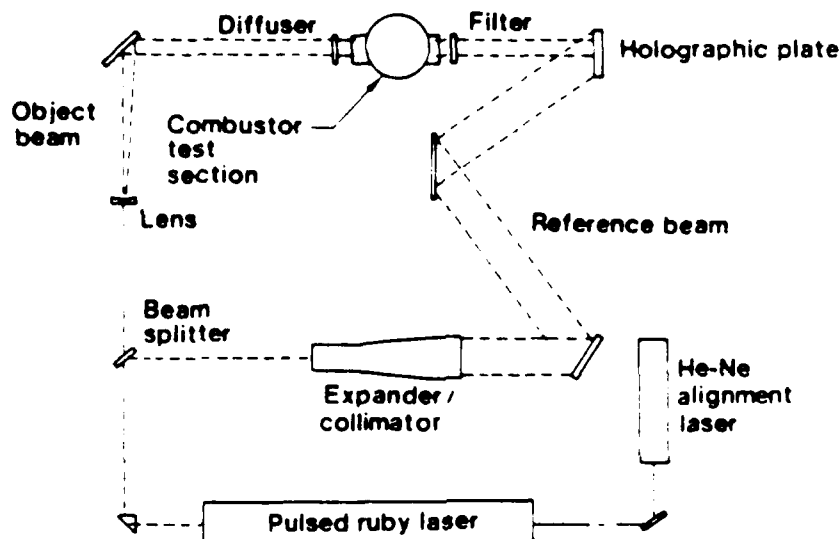 Diffuser
Filter
Holographic plate
Object
beam
Combustor
test
section
Lens
Reference beam
Beam
splitter
He-Ne
alignment
laser
Expander/
collimator
Pulsed ruby laser